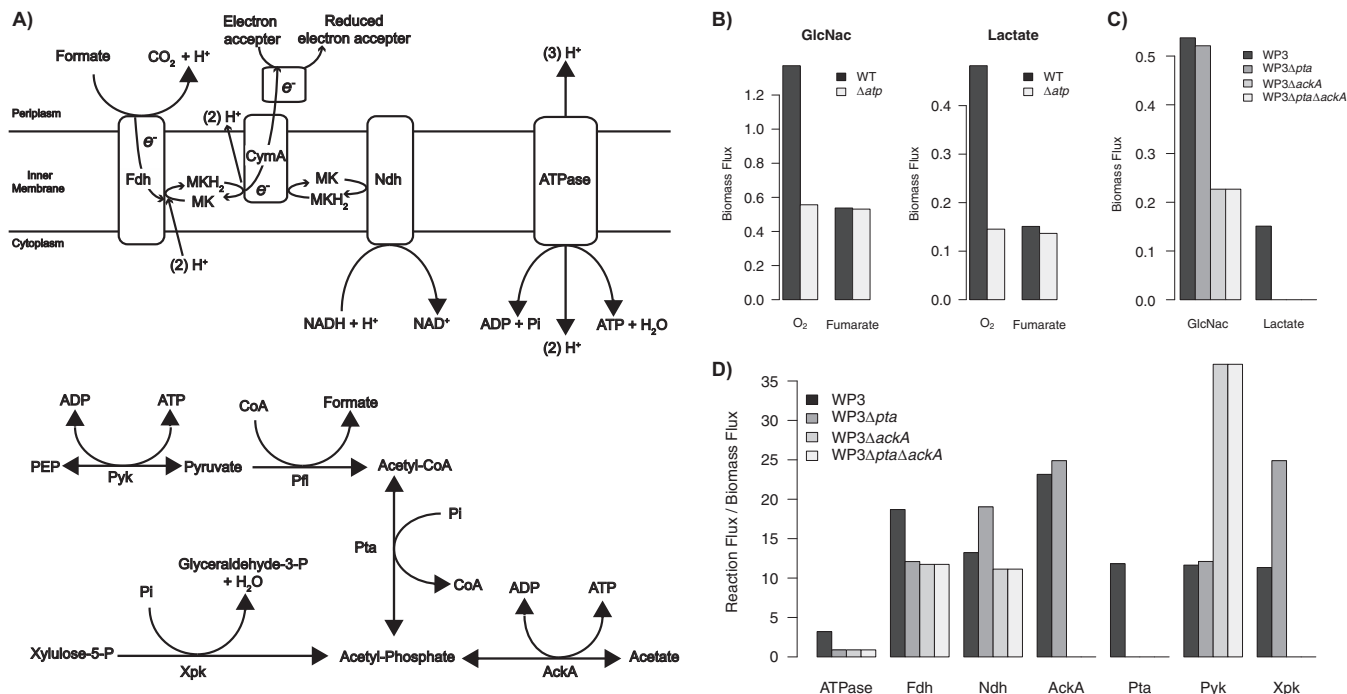 A)
Electron
accepter
Reduced
electron accepter
Formate
CO2 + H+
e-
(3) H+
Periplasm
(2) H+
e-
CymA
Inner
Membrane
Fdh
MKH2
MK
e-
MK
MKH2
Ndh
ATPase
Cytoplasm
(2) H+
NADH + H+
NAD+
ADP + Pi
ATP + H2O
(2) H+
ADP
ATP
CoA
Formate
PEP
Pyk
Pyruvate
Pfl
Acetyl-CoA
Pta
Pi
CoA
Glyceraldehyde-3-P
+ H2O
Pi
ADP
ATP
Xylulose-5-P
Xpk
Acetyl-Phosphate
AckA
Acetate
B)
GlcNac
WT
Δatp
Biomass Flux
1.2
1.0
0.8
0.6
0.4
0.2
0.0
O2
Fumarate
Lactate
WT
Δatp
Biomass Flux
0.4
0.3
0.2
0.1
0.0
O2
Fumarate
C)
WP3
WP3Δpta
WP3ΔackA
WP3ΔptaΔackA
Biomass Flux
0.5
0.4
0.3
0.2
0.1
0.0
GlcNac
Lactate
D)
WP3
WP3Δpta
WP3ΔackA
WP3ΔptaΔackA
Reaction Flux / Biomass Flux
35
30
25
20
15
10
5
0
ATPase
Fdh
Ndh
AckA
Pta
Pyk
Xpk